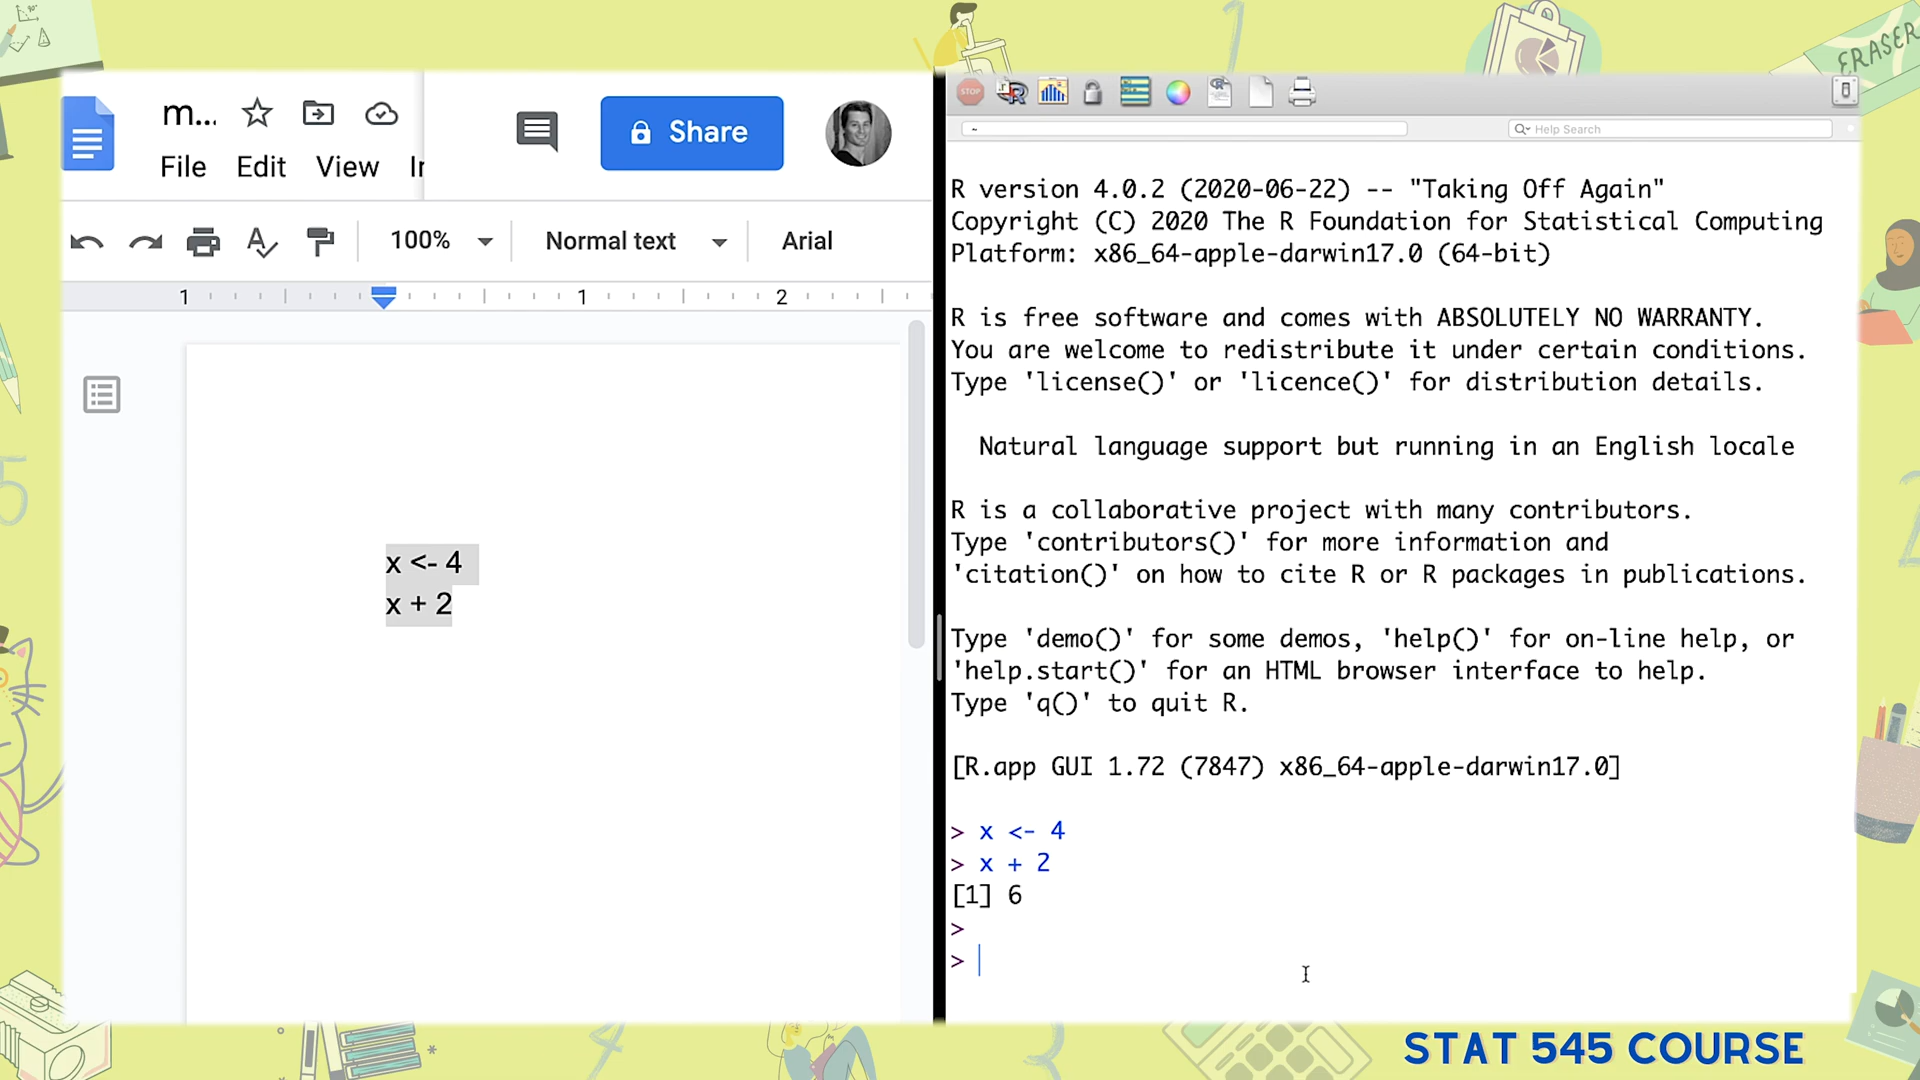 m...
File Edit View
Share
100% Normal text Arial
1 1 2
x <- 4
x + 2
STOP
~
Help Search
R version 4.0.2 (2020-06-22) -- "Taking Off Again"
Copyright (C) 2020 The R Foundation for Statistical Computing
Platform: x86_64-apple-darwin17.0 (64-bit)
R is free software and comes with ABSOLUTELY NO WARRANTY.
You are welcome to redistribute it under certain conditions.
Type 'license()' or 'licence()' for distribution details.
Natural language support but running in an English locale
R is a collaborative project with many contributors.
Type 'contributors()' for more information and
'citation()' on how to cite R or R packages in publications.
Type 'demo()' for some demos, 'help()' for on-line help, or
'help.start()' for an HTML browser interface to help.
Type 'q()' to quit R.
[R.app GUI 1.72 (7847) x86_64-apple-darwin17.0]
> x <- 4
> x + 2
[1] 6
>
>
ERASER
STAT 545 COURSE